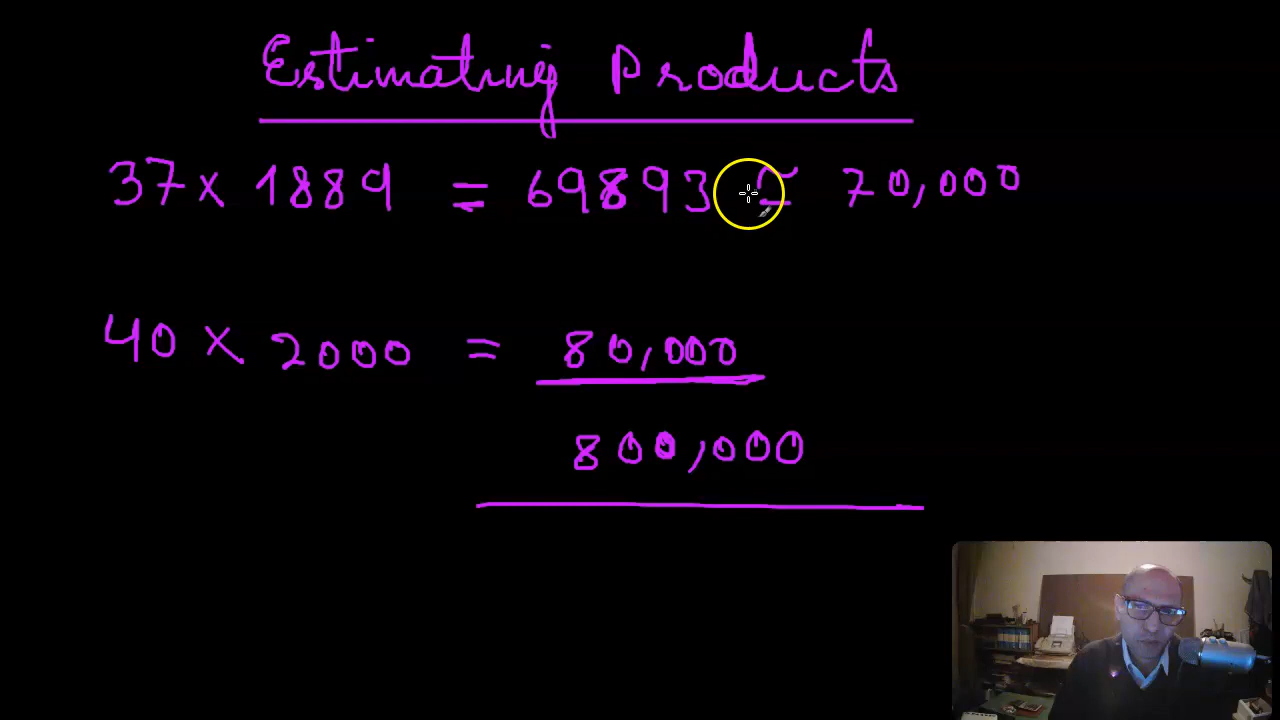 Estimating Products
37 x 1889 = 69893 ≅ 70,000
40 x 2000 = 80,000
800,000